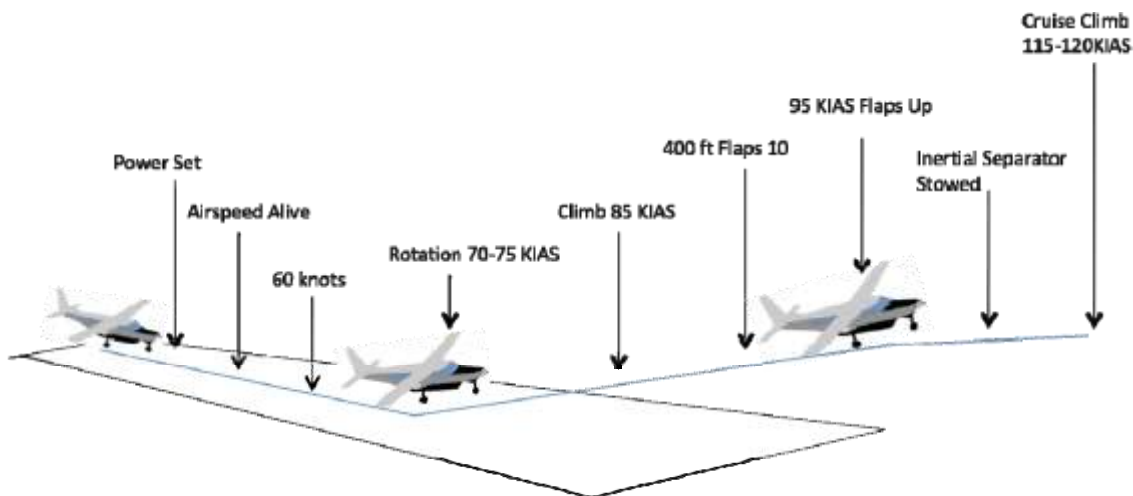 Power Set
Airspeed Alive
60 knots
Rotation 70-75 KIAS
Climb 85 KIAS
400 ft Flaps 10
95 KIAS Flaps Up
Inertial Separator
Stowed
Cruise Climb
115-120KIAS